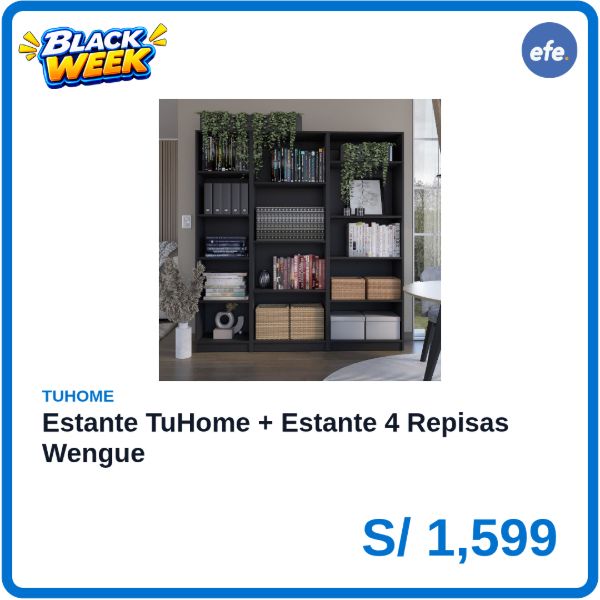 BLACK
WEEK
efe.
TUHOME
Estante TuHome + Estante 4 Repisas
Wengue
S/ 1,599